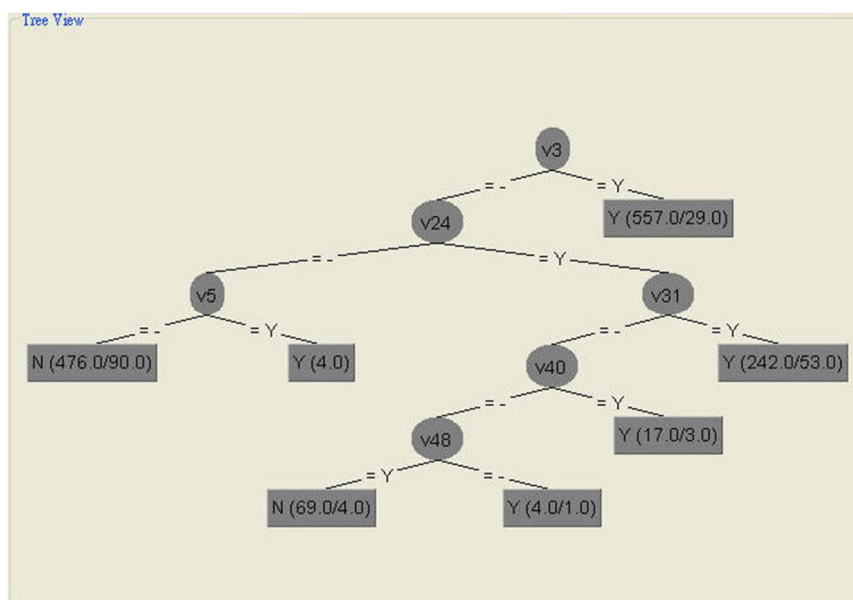 Tree View
v3
= -
= Y
v24
Y (557.0/29.0)
= -
= Y
v5
v31
= -
= Y
= -
= Y
N (476.0/90.0)
Y (4.0)
v40
Y (242.0/53.0)
= -
= Y
v48
Y (17.0/3.0)
= Y
= -
N (69.0/4.0)
Y (4.0/1.0)